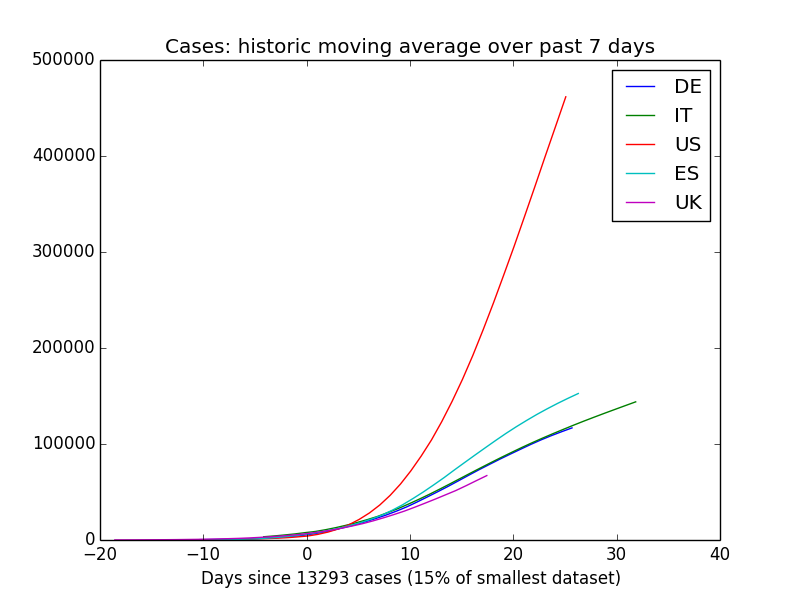 Cases: historic moving average over past 7 days
500000
400000
300000
200000
100000
0
DE
IT
US
ES
UK
−20 −10 0 10 20 30 40
Days since 13293 cases (15% of smallest dataset)